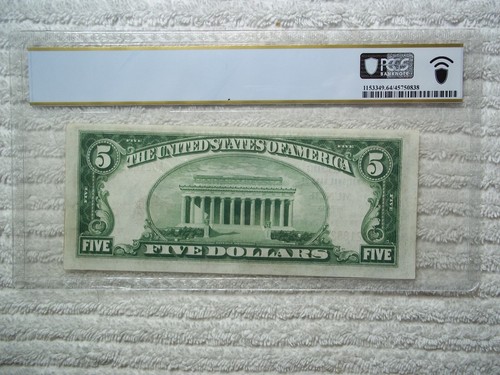 PCGS
BANKNOTE
1153349.64/45750838
THE UNITED STATES OF AMERICA
5 5
FIVE FIVE
FIVE DOLLARS